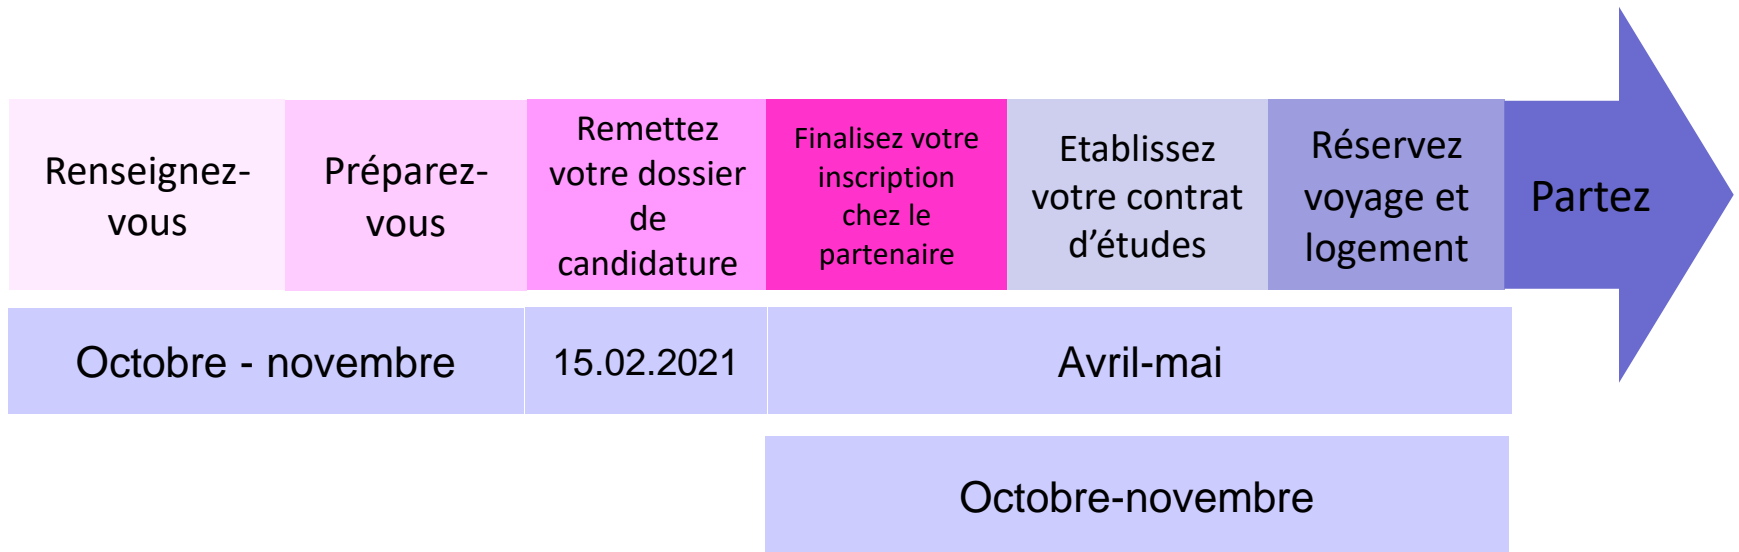 Renseignez-
vous
Préparez-
vous
Remettez
votre dossier
de
candidature
Finalisez votre
inscription
chez le
partenaire
Etablissez
votre contrat
d’études
Réservez
voyage et
logement
Partez
Octobre - novembre
15.02.2021
Avril-mai
Octobre-novembre